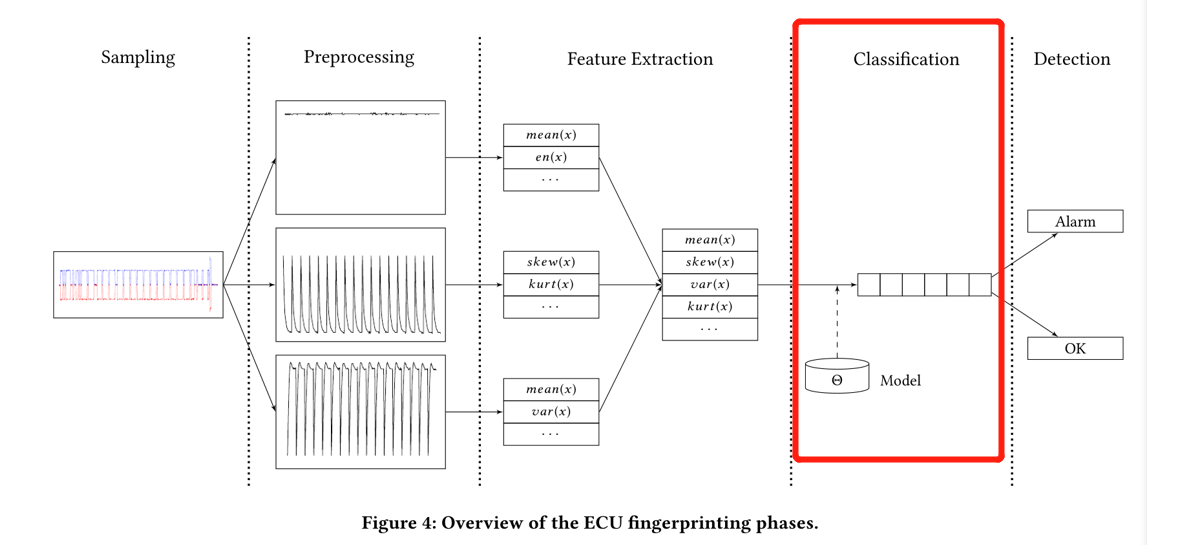 Sampling
Preprocessing
Feature Extraction
Classification
Detection
mean(x)
en(x)
...
skew(x)
kurt(x)
...
mean(x)
var(x)
...
mean(x)
skew(x)
var(x)
kurt(x)
...
Θ
Model
Alarm
OK
Figure 4: Overview of the ECU fingerprinting phases.